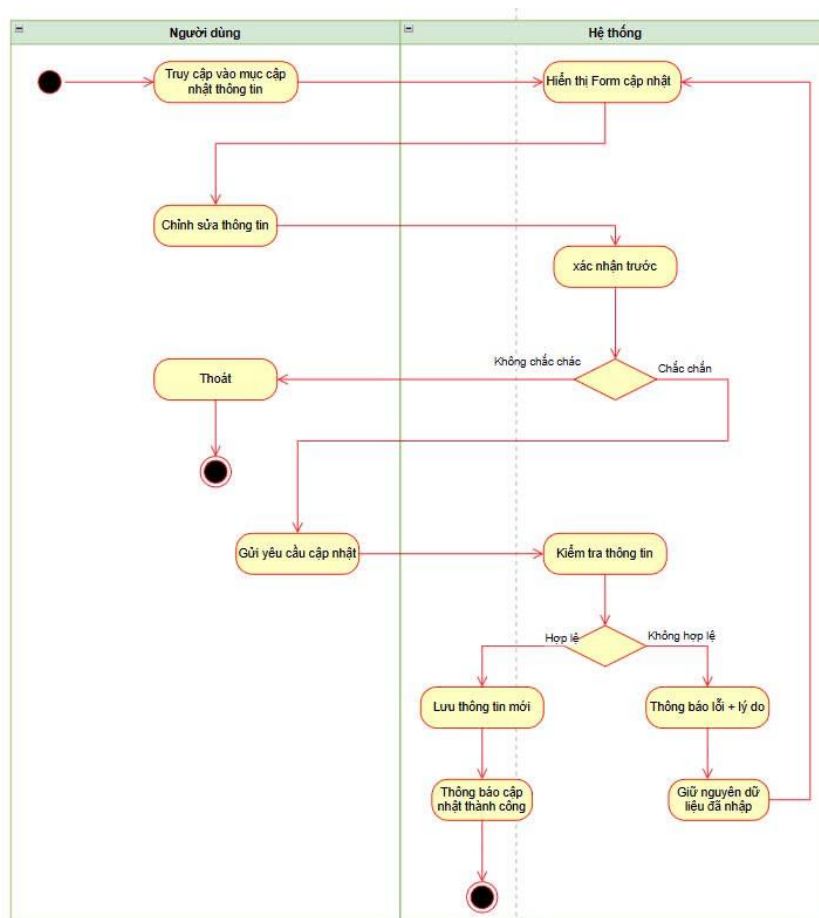 Người dùng
Hệ thống
Truy cập vào mục cập
nhật thông tin
Hiển thị Form cập nhật
Chỉnh sửa thông tin
xác nhận trước
Không chắc chác
Chắc chắn
Thoát
Gửi yêu cầu cập nhật
Kiểm tra thông tin
Hợp lệ
Không hợp lệ
Lưu thông tin mới
Thông báo lỗi + lý do
Thông báo cập
nhật thành công
Giữ nguyên dữ
liệu đã nhập